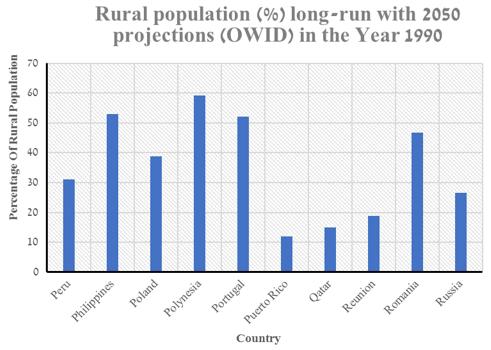 Rural population (%) long-run with 2050
projections (OWID) in the Year 1990
Percentage Of Rural Population
70
60
50
40
30
20
10
0
Peru
Philippines
Poland
Polynesia
Portugal
Puerto Rico
Qatar
Reunion
Romania
Russia
Country